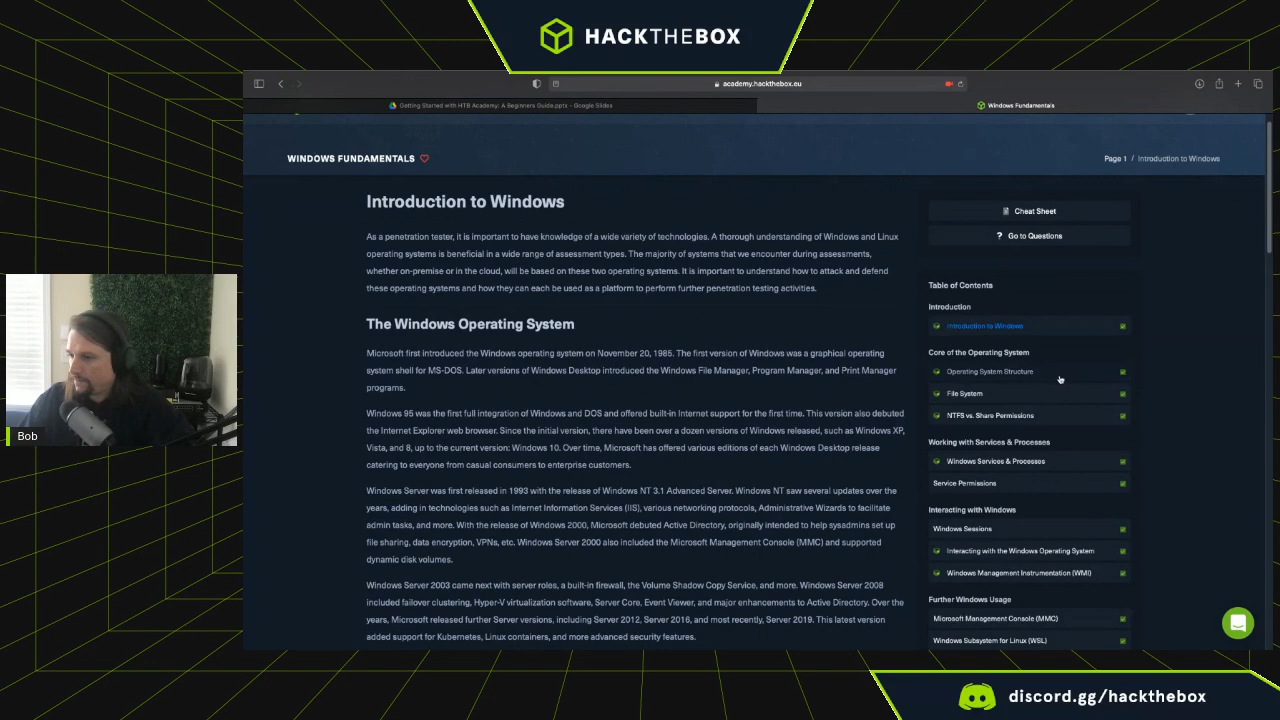 HACKTHEBOX
academy.hackthebox.eu
Getting Started with HTB Academy: A Beginners Guide.pptx - Google Slides
Windows Fundamentals
WINDOWS FUNDAMENTALS
Page 1 / Introduction to Windows
Introduction to Windows
As a penetration tester, it is important to have knowledge of a wide variety of technologies. A thorough understanding of Windows and Linux
operating systems is beneficial in a wide range of assessment types. The majority of systems that we encounter during assessments,
whether on-premise or in the cloud, will be based on these two operating systems. It is important to understand how to attack and defend
these operating systems and how they can each be used as a platform to perform further penetration testing activities.
The Windows Operating System
Microsoft first introduced the Windows operating system on November 20, 1985. The first version of Windows was a graphical operating
system shell for MS-DOS. Later versions of Windows Desktop introduced the Windows File Manager, Program Manager, and Print Manager
programs.
Windows 95 was the first full integration of Windows and DOS and offered built-in Internet support for the first time. This version also debuted
the Internet Explorer web browser. Since the initial version, there have been over a dozen versions of Windows released, such as Windows XP,
Vista, and 8, up to the current version: Windows 10. Over time, Microsoft has offered various editions of each Windows Desktop release
catering to everyone from casual consumers to enterprise customers.
Windows Server was first released in 1993 with the release of Windows NT 3.1 Advanced Server. Windows NT saw several updates over the
years, adding in technologies such as Internet Information Services (IIS), various networking protocols, Administrative Wizards to facilitate
admin tasks, and more. With the release of Windows 2000, Microsoft debuted Active Directory, originally intended to help sysadmins set up
file sharing, data encryption, VPNs, etc. Windows Server 2000 also included the Microsoft Management Console (MMC) and supported
dynamic disk volumes.
Windows Server 2003 came next with server roles, a built-in firewall, the Volume Shadow Copy Service, and more. Windows Server 2008
included failover clustering, Hyper-V virtualization software, Server Core, Event Viewer, and major enhancements to Active Directory. Over the
years, Microsoft released further Server versions, including Server 2012, Server 2016, and most recently, Server 2019. This latest version
added support for Kubernetes, Linux containers, and more advanced security features.
Cheat Sheet
? Go to Questions
Table of Contents
Introduction
Introduction to Windows
Core of the Operating System
Operating System Structure
File System
NTFS vs. Share Permissions
Working with Services & Processes
Windows Services & Processes
Service Permissions
Interacting with Windows
Windows Sessions
Interacting with the Windows Operating System
Windows Management Instrumentation (WMI)
Further Windows Usage
Microsoft Management Console (MMC)
Windows Subsystem for Linux (WSL)
Bob
discord.gg/hackthebox